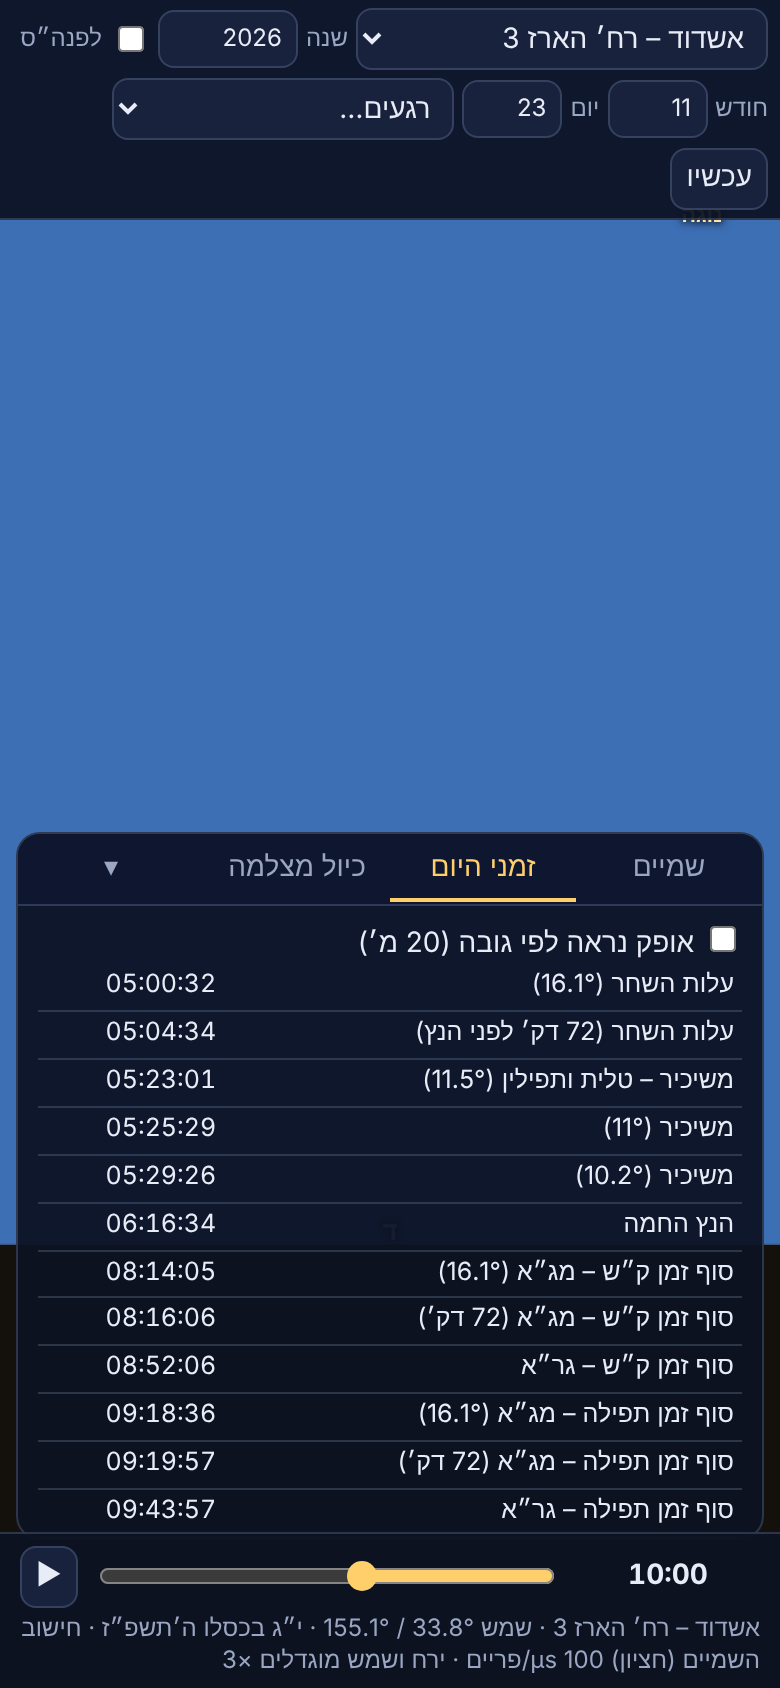 אשדוד – רח׳ הארז 3 שנה 2026 לפנה״ס
חודש 11 יום 23 רגעים...
עכשיו
שמיים זמני היום כיול מצלמה ▼
אופק נראה לפי גובה (20 מ׳)
עלות השחר (16.1°) 05:00:32
עלות השחר (72 דק׳ לפני הנץ) 05:04:34
משיכיר – טלית ותפילין (11.5°) 05:23:01
משיכיר (11°) 05:25:29
משיכיר (10.2°) 05:29:26
הנץ החמה 06:16:34
ד
סוף זמן ק״ש – מג״א (16.1°) 08:14:05
סוף זמן ק״ש – מג״א (72 דק׳) 08:16:06
סוף זמן ק״ש – גר״א 08:52:06
סוף זמן תפילה – מג״א (16.1°) 09:18:36
סוף זמן תפילה – מג״א (72 דק׳) 09:19:57
סוף זמן תפילה – גר״א 09:43:57
10:00
אשדוד – רח׳ הארז 3 · שמש 33.8° / 155.1° · י״ג בכסלו ה׳תשפ״ז · חישוב
השמיים (חציון) 100 µs/פריים · ירח ושמש מוגדלים ×3